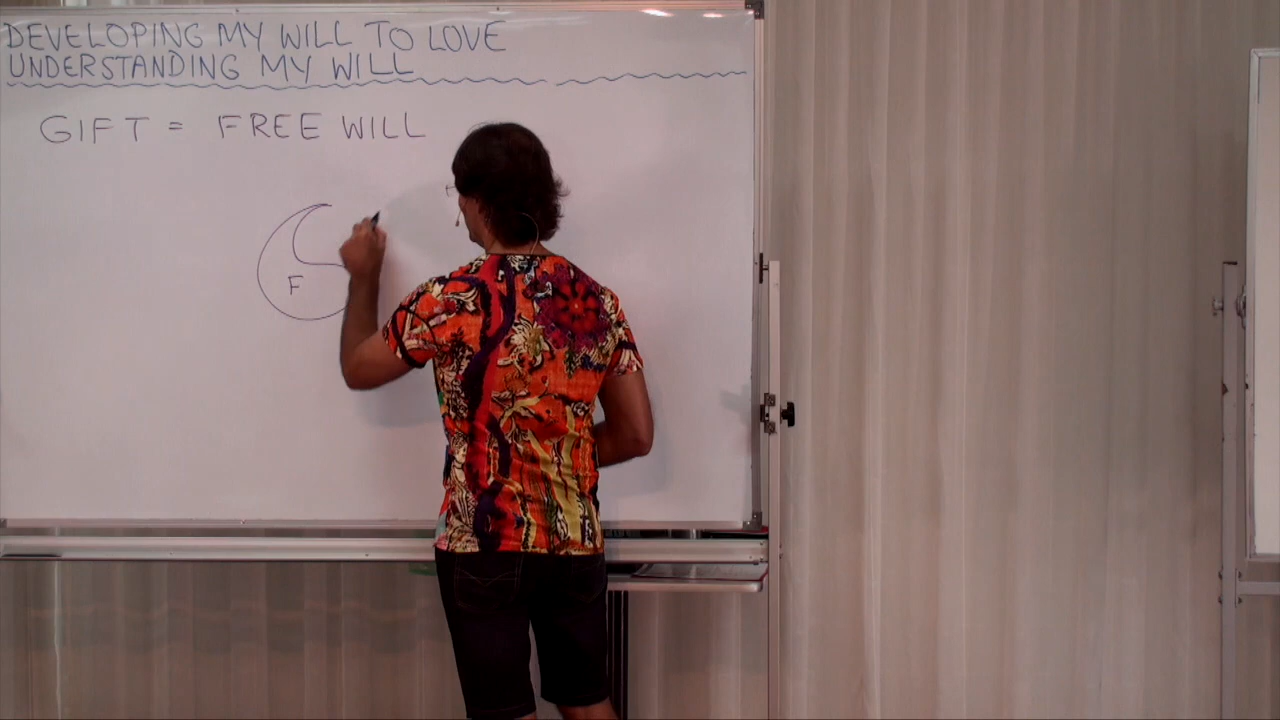 DEVELOPING MY WILL TO LOVE
UNDERSTANDING MY WILL
GIFT = FREE WILL
F